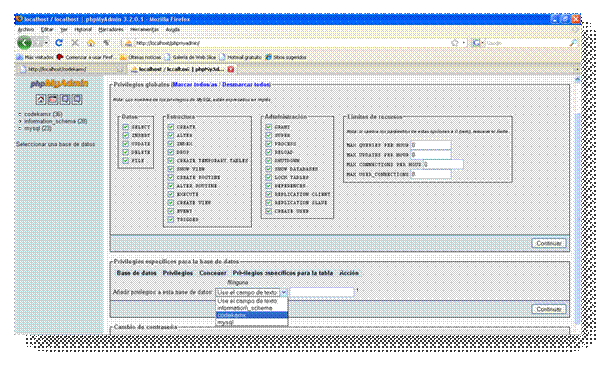 localhost / localhost | phpMyAdmin 3.2.0.1 - Mozilla Firefox
Archivo Editar Ver Historial Marcadores Herramientas Ayuda
http://localhost/phpmyadmin/
Más visitados Comenzar a usar Firef... Galería de Web Slice Hotmail gratuito Sitios sugeridos
http://localhost/codekamx/ localhost / localhost | phpMyAd...
phpMyAdmin
codekamx (36)
information_schema (28)
mysql (23)
Seleccionar una base de datos
Privilegios globales (Marcar todos/as / Desmarcar todos)
Nota: Los nombres de los privilegios de MySQL están expresados en inglés
Datos
SELECT
INSERT
UPDATE
DELETE
FILE
Estructura
CREATE
ALTER
INDEX
DROP
CREATE TEMPORARY TABLES
SHOW VIEW
CREATE ROUTINE
ALTER ROUTINE
EXECUTE
CREATE VIEW
EVENT
TRIGGER
Administración
GRANT
SUPER
PROCESS
RELOAD
SHUTDOWN
SHOW DATABASES
LOCK TABLES
REFERENCES
REPLICATION CLIENT
REPLICATION SLAVE
CREATE USER
Límites de recursos
Nota: si cambia los parámetros de estas opciones a 0 (cero), remueve el límite.
MAX QUERIES PER HOUR 0
MAX UPDATES PER HOUR 0
MAX CONNECTIONS PER HOUR 0
MAX USER_CONNECTIONS 0
Continuar
Privilegios específicos para la base de datos
Base de datos Privilegios Conceder Privilegios específicos para la tabla Acción
Ninguna
Añadir privilegios a esta base de datos: Use el campo de texto:
Use el campo de texto:
information\_schema
codekamx
mysql
Continuar
Cambio de contraseña